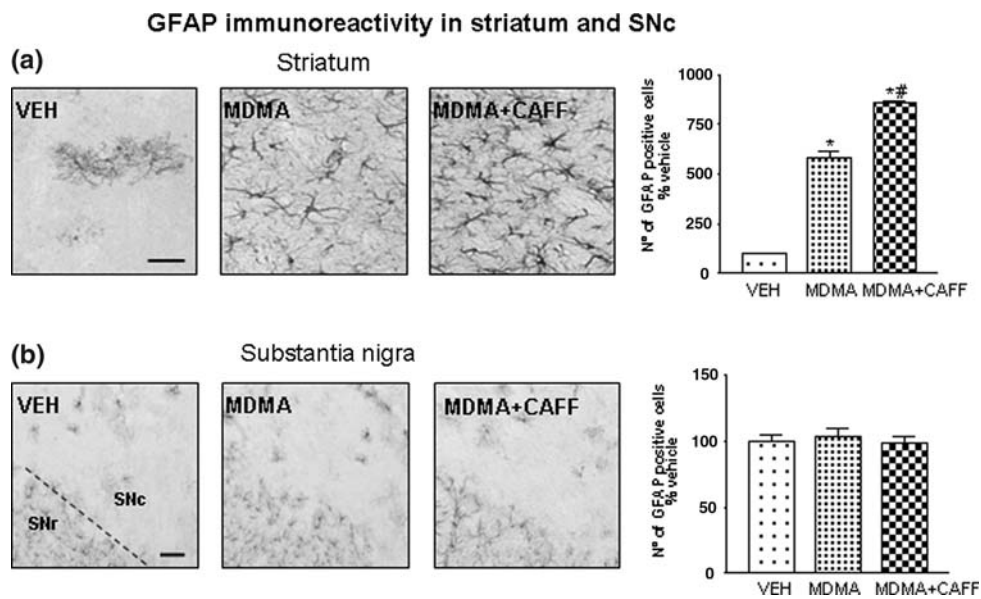 GFAP immunoreactivity in striatum and SNc
(a)
Striatum
VEH
MDMA
MDMA+CAFF
N° of GFAP positive cells
% vehicle
1000
750
500
250
0
*
*#
VEH
MDMA
MDMA+CAFF
(b)
Substantia nigra
VEH
SNc
SNr
MDMA
MDMA+CAFF
N° of GFAP positive cells
% vehicle
150
100
50
0
VEH
MDMA
MDMA+CAFF